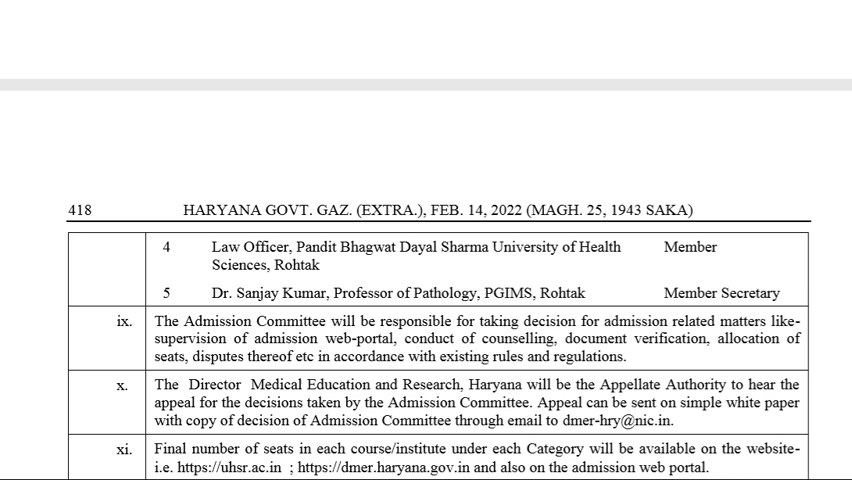 418 HARYANA GOVT. GAZ. (EXTRA.), FEB. 14, 2022 (MAGH. 25, 1943 SAKA)
4 Law Officer, Pandit Bhagwat Dayal Sharma University of Health Member
Sciences, Rohtak
5 Dr. Sanjay Kumar, Professor of Pathology, PGIMS, Rohtak Member Secretary
ix. The Admission Committee will be responsible for taking decision for admission related matters like-
supervision of admission web-portal, conduct of counselling, document verification, allocation of
seats, disputes thereof etc in accordance with existing rules and regulations.
x. The Director Medical Education and Research, Haryana will be the Appellate Authority to hear the
appeal for the decisions taken by the Admission Committee. Appeal can be sent on simple white paper
with copy of decision of Admission Committee through email to dmer-hry@nic.in.
xi. Final number of seats in each course/institute under each Category will be available on the website-
i.e. https://uhsr.ac.in ; https://dmer.haryana.gov.in and also on the admission web portal.